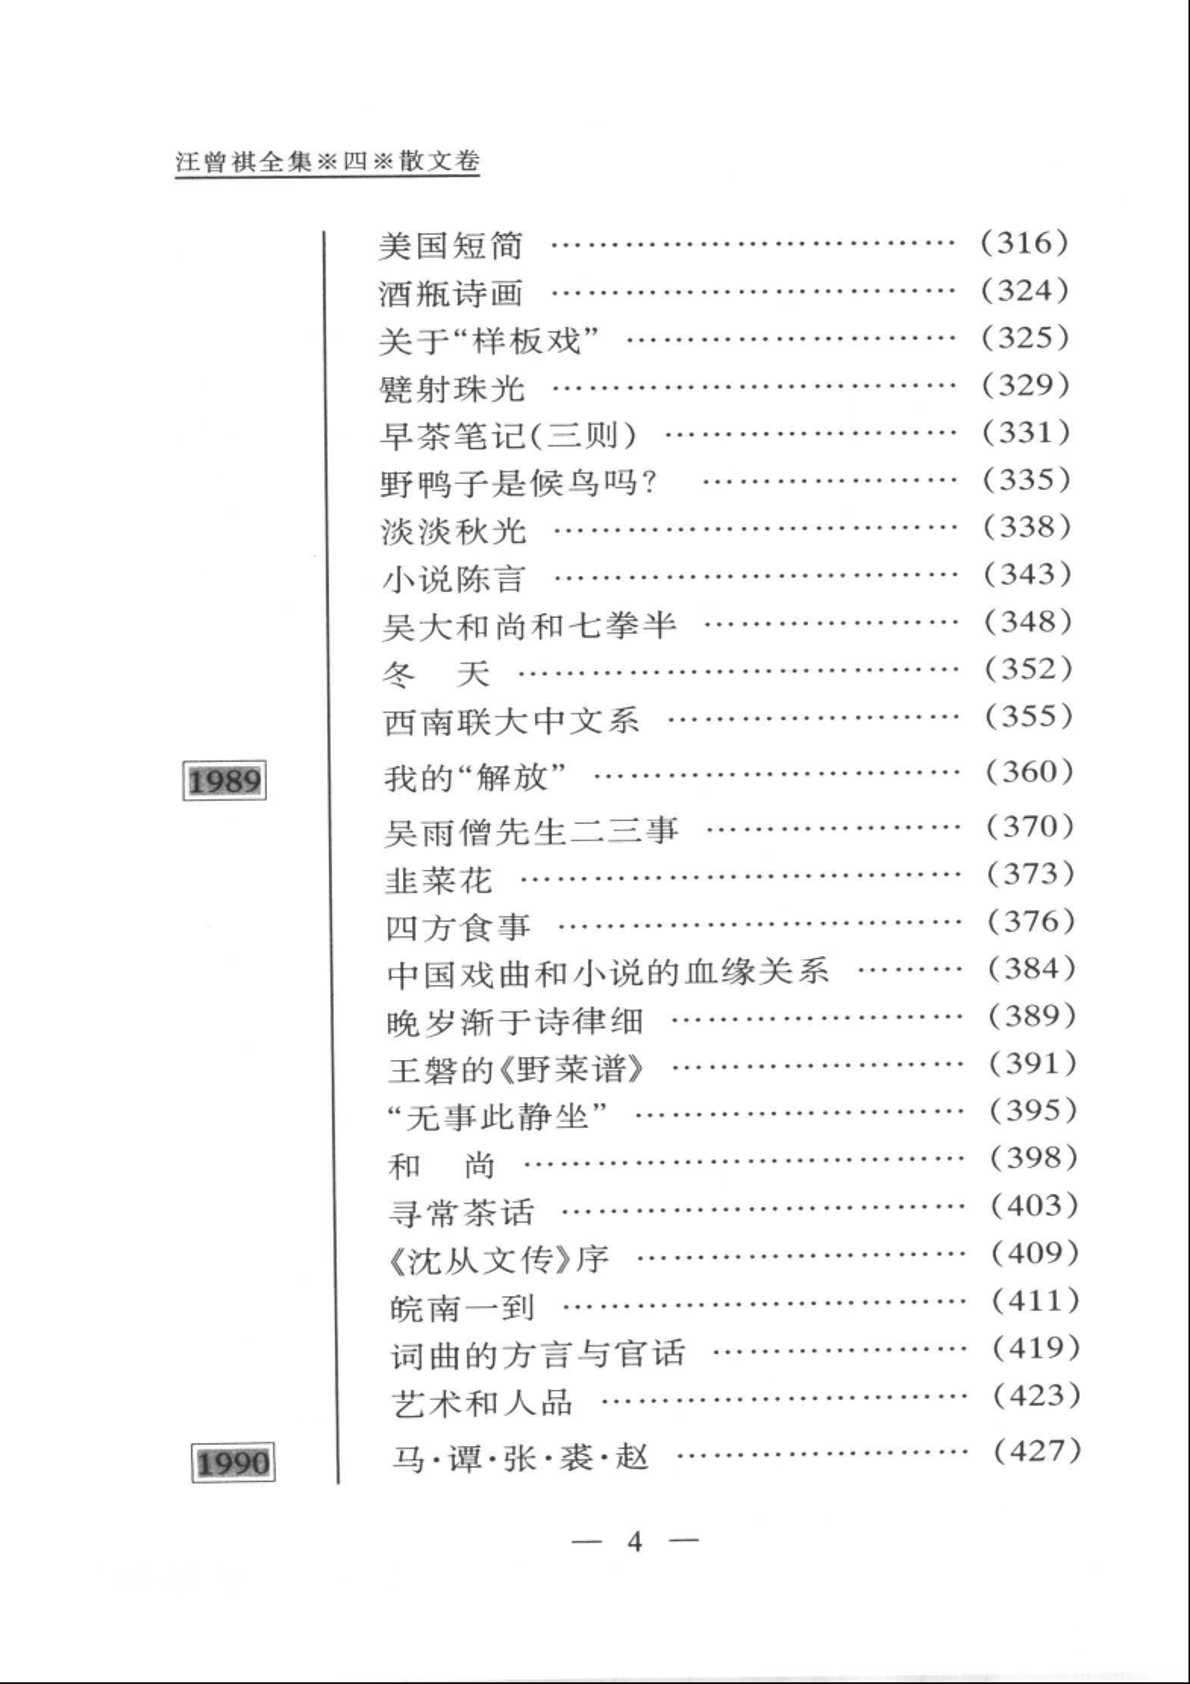 汪曾祺全集※四※散文卷
美国短简 ……………………………… (316)
酒瓶诗画 ……………………………… (324)
关于“样板戏” ……………………… (325)
甓射珠光 ……………………………… (329)
早茶笔记(三则) ……………………… (331)
野鸭子是候鸟吗? ………………… (335)
淡淡秋光 ……………………………… (338)
小说陈言 ……………………………… (343)
吴大和尚和七拳半 ………………… (348)
冬　天 ………………………………… (352)
西南联大中文系 ……………………… (355)
1989 我的“解放” ………………………… (360)
吴雨僧先生二三事 ………………… (370)
韭菜花 ………………………………… (373)
四方食事 ……………………………… (376)
中国戏曲和小说的血缘关系 ……… (384)
晚岁渐于诗律细 ……………………… (389)
王磐的《野菜谱》 ……………………… (391)
“无事此静坐” ……………………… (395)
和　尚 ………………………………… (398)
寻常茶话 ……………………………… (403)
《沈从文传》序 ……………………… (409)
皖南一到 ……………………………… (411)
词曲的方言与官话 ………………… (419)
艺术和人品 ………………………… (423)
1990 马·谭·张·裘·赵 ……………………… (427)
— 4 —